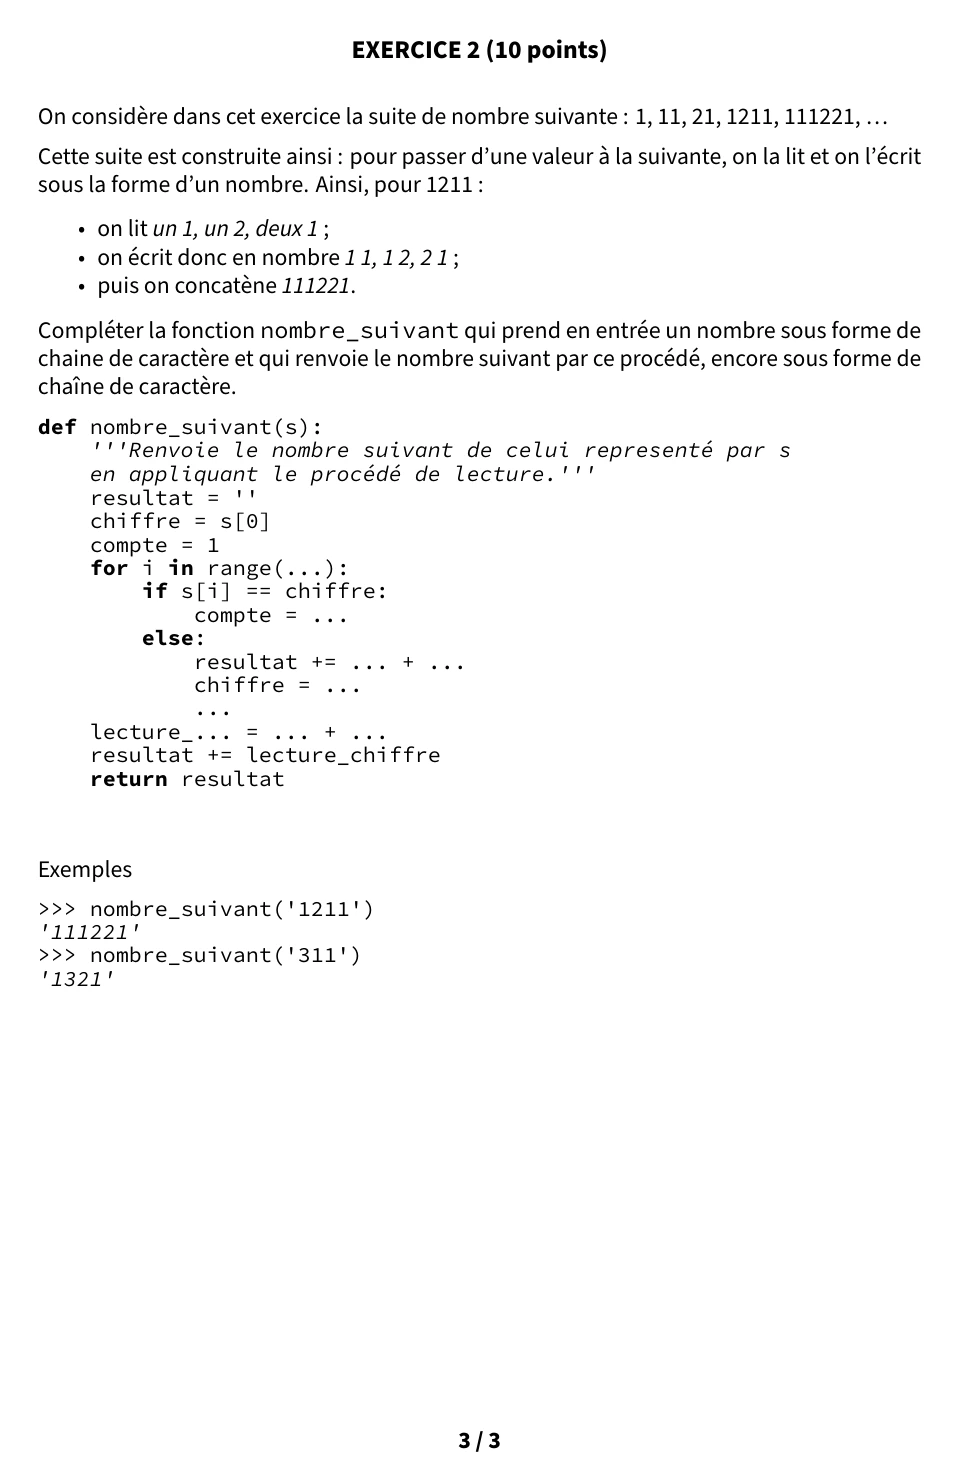 EXERCICE 2 (10 points)
On considère dans cet exercice la suite de nombre suivante : 1, 11, 21, 1211, 111221, …
Cette suite est construite ainsi : pour passer d’une valeur à la suivante, on la lit et on l’écrit
sous la forme d’un nombre. Ainsi, pour 1211 :
• on lit un 1, un 2, deux 1 ;
• on écrit donc en nombre 1 1, 1 2, 2 1 ;
• puis on concatène 111221.
Compléter la fonction nombre_suivant qui prend en entrée un nombre sous forme de
chaine de caractère et qui renvoie le nombre suivant par ce procédé, encore sous forme de
chaîne de caractère.
def nombre_suivant(s):
    '''Renvoie le nombre suivant de celui representé par s
    en appliquant le procédé de lecture.'''
    resultat = ''
    chiffre = s[0]
    compte = 1
    for i in range(...):
        if s[i] == chiffre:
            compte = ...
        else:
            resultat += ... + ...
            chiffre = ...
            ...
    lecture_... = ... + ...
    resultat += lecture_chiffre
    return resultat
Exemples
>>> nombre_suivant('1211')
'111221'
>>> nombre_suivant('311')
'1321'
3 / 3